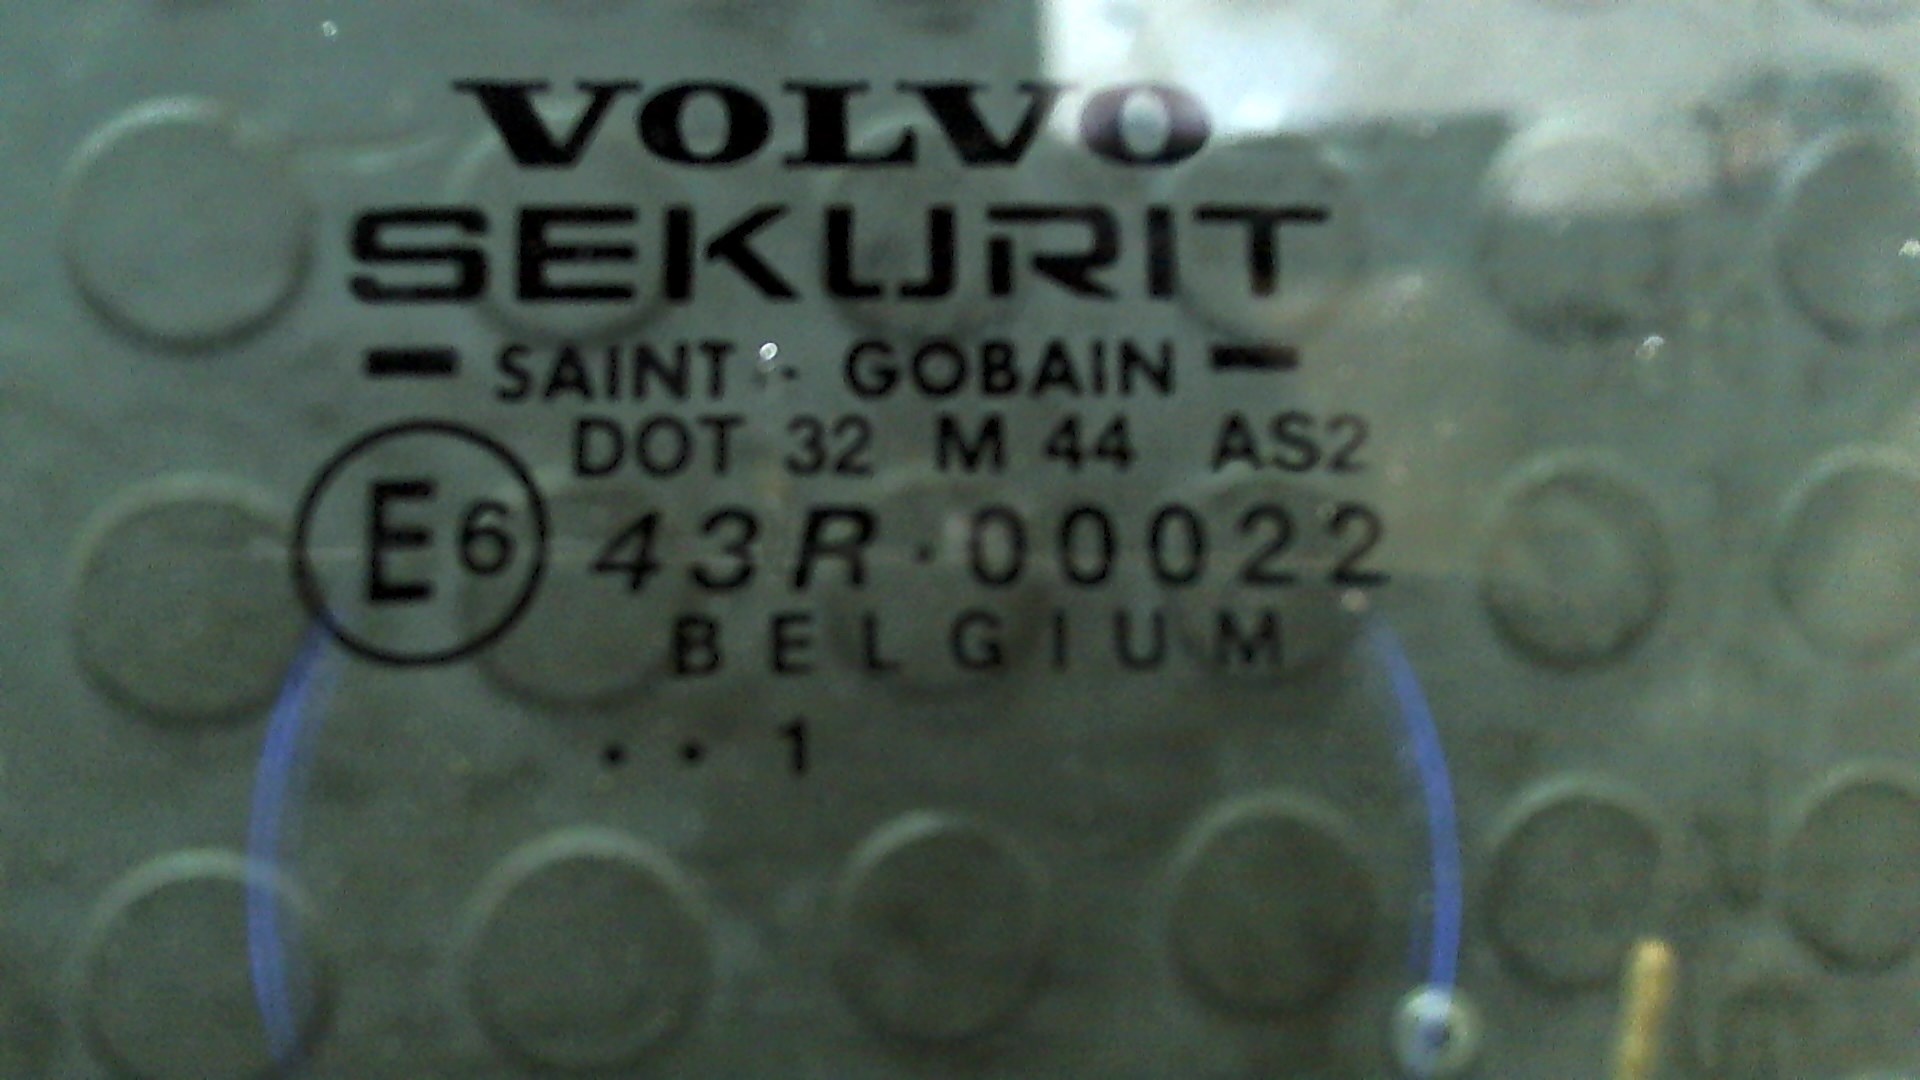 VOLVO
SEKURIT
– SAINT - GOBAIN –
DOT 32 M 44 AS2
E6 43R·00022
BELGIUM
· · 1